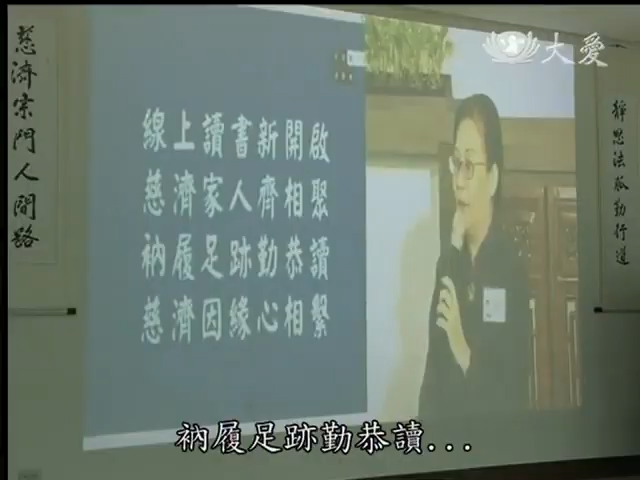 慈濟宗門人間路
大愛
靜思法脈勤行道
線上讀書新開啟
慈濟家人齊相聚
衲履足跡勤恭讀
慈濟因緣心相繫
衲履足跡勤恭讀...